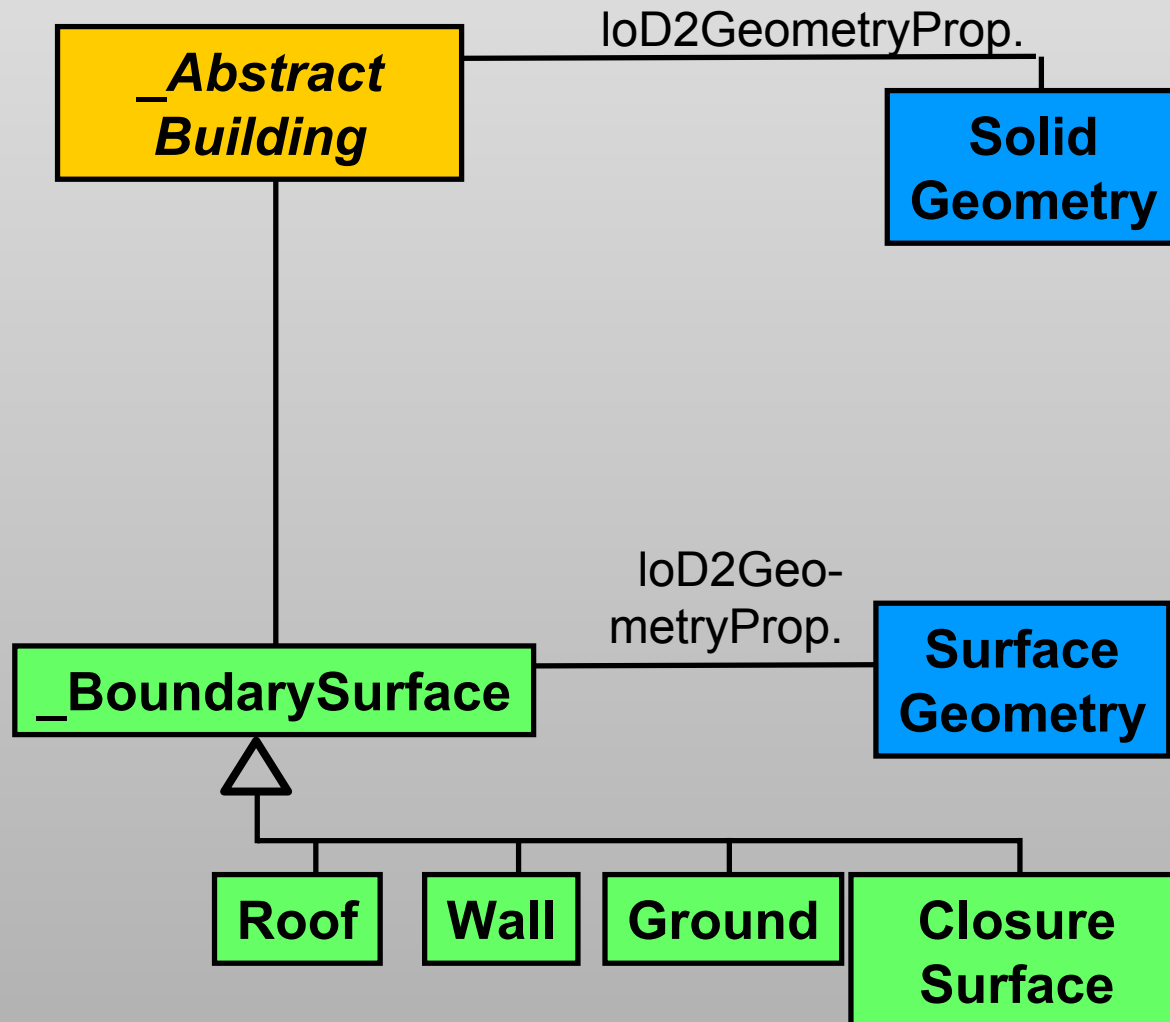 loD2GeometryProp.
_Abstract
Building
Solid
Geometry
loD2Geo-
metryProp.
_BoundarySurface
Surface
Geometry
Roof
Wall
Ground
Closure
Surface